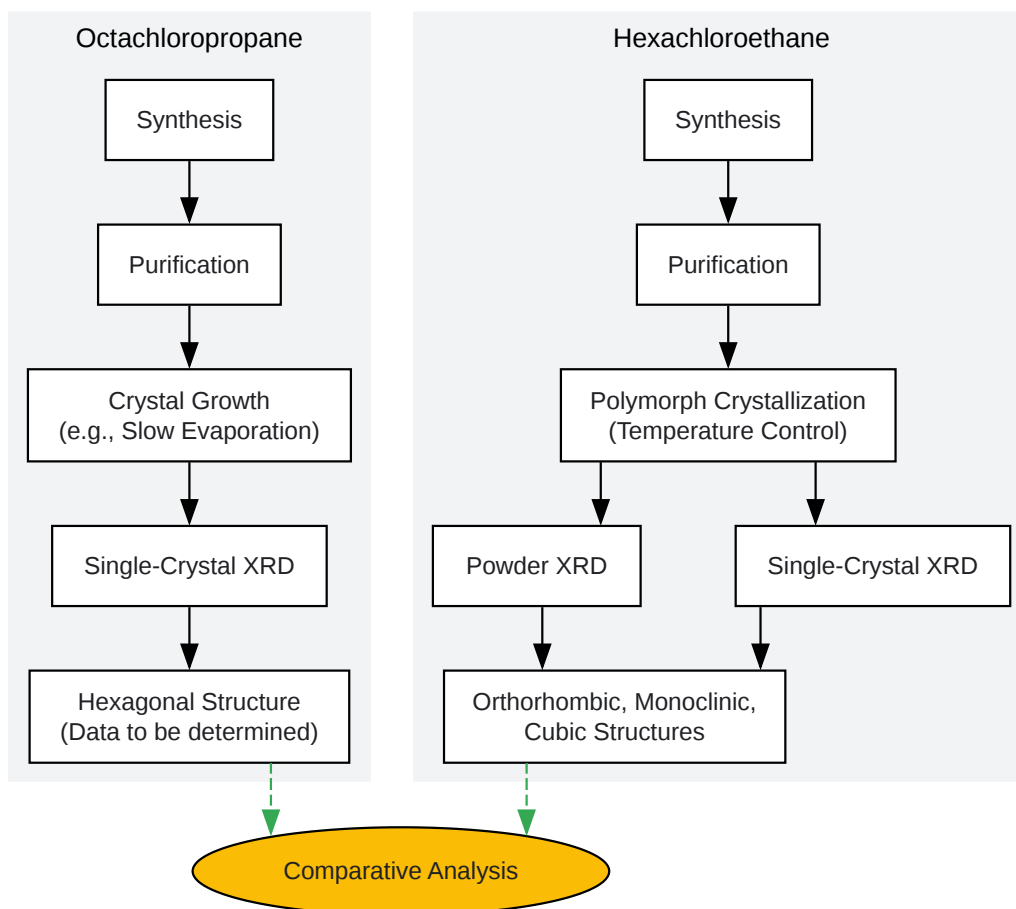 Octachloropropane
Synthesis
Purification
Crystal Growth
(e.g., Slow Evaporation)
Single-Crystal XRD
Hexagonal Structure
(Data to be determined)
Hexachloroethane
Synthesis
Purification
Polymorph Crystallization
(Temperature Control)
Powder XRD
Single-Crystal XRD
Orthorhombic, Monoclinic,
Cubic Structures
Comparative Analysis